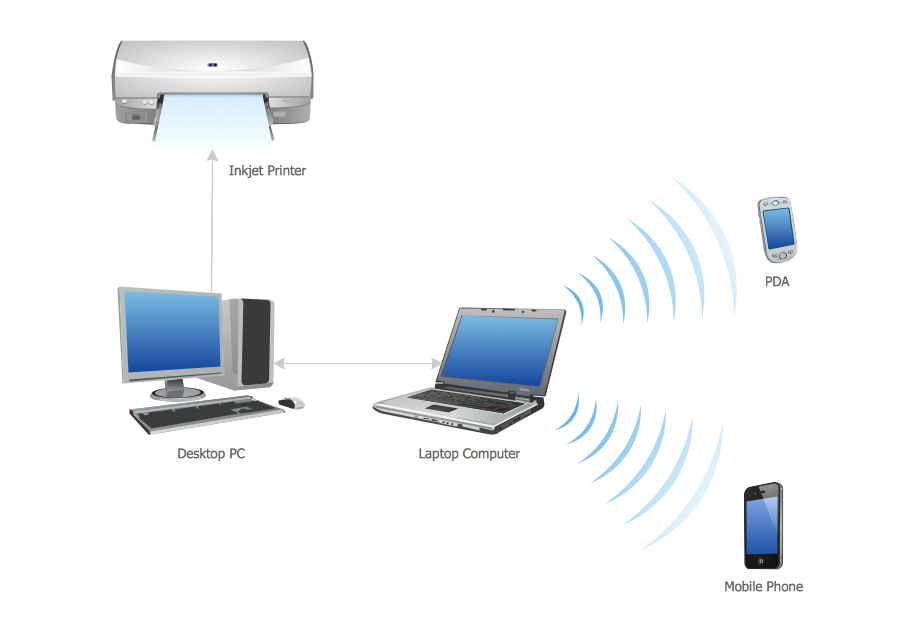 Inkjet Printer
PDA
Desktop PC
Laptop Computer
Mobile Phone